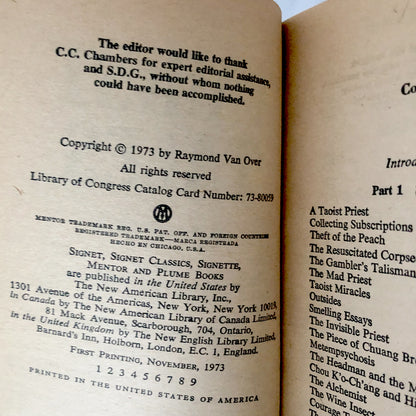 The editor would like to thank
C.C. Chambers for expert editorial assistance,
and S.D.G., without whom nothing
could have been accomplished.
Copyright © 1973 by Raymond Van Over
All rights reserved
Library of Congress Catalog Card Number: 73-80059
MENTOR TRADEMARK REG. U.S. PAT. OFF. AND FOREIGN COUNTRIES
REGISTERED TRADEMARK—MARCA REGISTRADA
HECHO EN CHICAGO, U.S.A.
SIGNET, SIGNET CLASSICS, SIGNETTE,
MENTOR AND PLUME BOOKS
are published in the United States by
The New American Library, Inc.,
1301 Avenue of the Americas, New York, New York 10019,
in Canada by The New American Library of Canada Limited,
81 Mack Avenue, Scarborough, 704, Ontario,
in the United Kingdom by The New English Library Limited,
Barnard's Inn, Holborn, London, E.C. 1, England.
FIRST PRINTING, NOVEMBER, 1973
1 2 3 4 5 6 7 8 9
PRINTED IN THE UNITED STATES OF AMERICA
Co
Introd
Part 1
A Taoist Priest
Collecting Subscriptions
Theft of the Peach
The Resuscitated Corpse
The Gambler's Talisman
The Mad Priest
Taoist Miracles
Outsides
Smelling Essays
The Invisible Priest
The Piece of Chuang Bro
Metempsychosis
The Headman and the M
Chou K'o-Ch'ang and H
The Alchemist
The Wine Insect
Courage